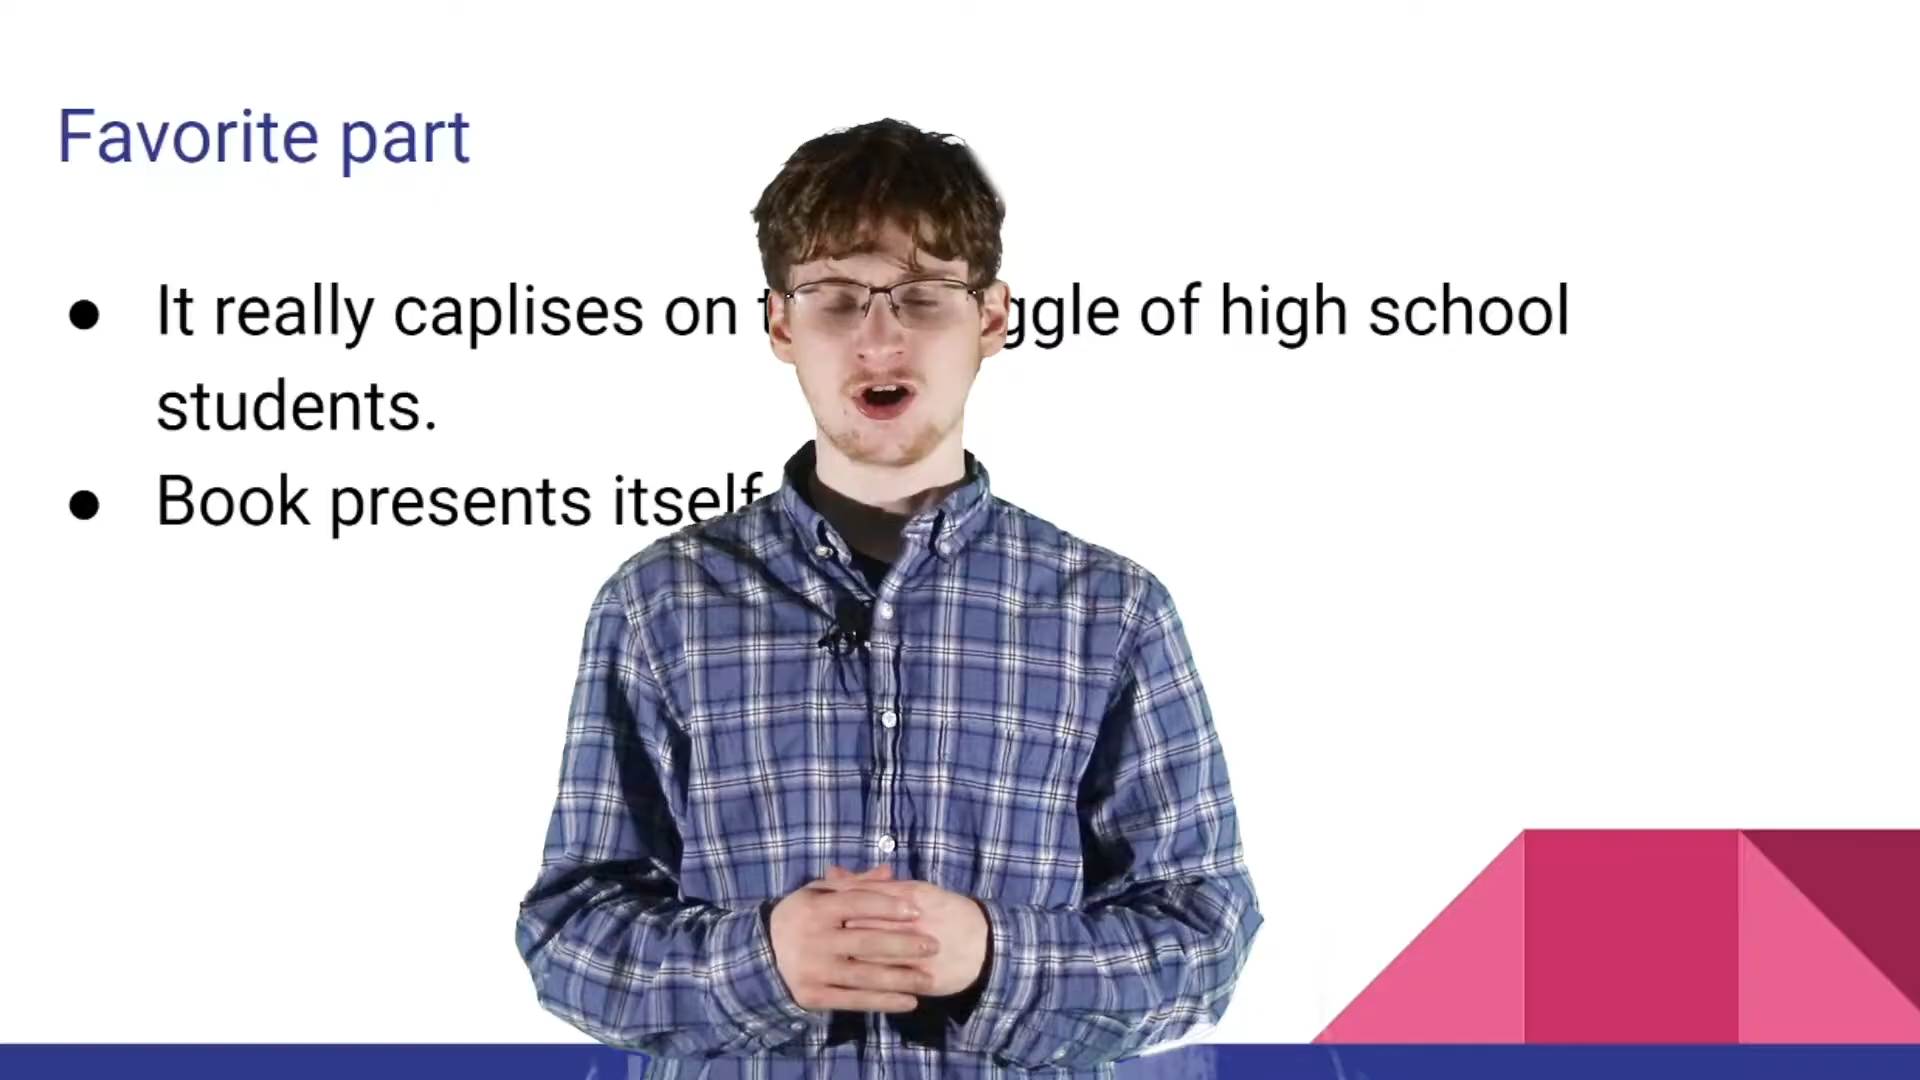 Favorite part
It really caplises on ggle of high school
students.
Book presents itself